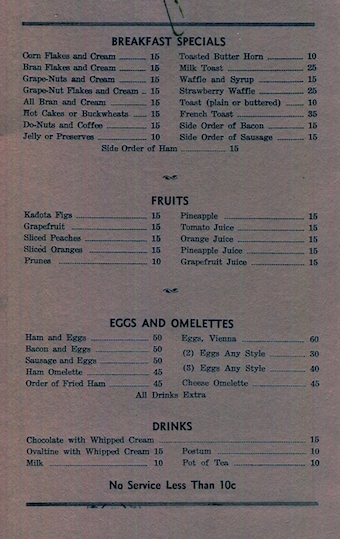 BREAKFAST SPECIALS
Corn Flakes and Cream 15
Bran Flakes and Cream 15
Grape-Nuts and Cream 15
Grape-Nut Flakes and Cream 15
All Bran and Cream 15
Hot Cakes or Buckwheats 15
Do-Nuts and Coffee 15
Jelly or Preserves 10
Toasted Butter Horn 10
Milk Toast 25
Waffle and Syrup 15
Strawberry Waffle 25
Toast (plain or buttered) 10
French Toast 35
Side Order of Bacon 15
Side Order of Sausage 15
Side Order of Ham 15
FRUITS
Kadota Figs 15
Grapefruit 15
Sliced Peaches 15
Sliced Oranges 15
Prunes 10
Pineapple 15
Tomato Juice 15
Orange Juice 15
Pineapple Juice 15
Grapefruit Juice 15
EGGS AND OMELETTES
Ham and Eggs 50
Bacon and Eggs 50
Sausage and Eggs 50
Ham Omelette 45
Order of Fried Ham 45
Eggs, Vienna 60
(2) Eggs Any Style 30
(3) Eggs Any Style 40
Cheese Omelette 45
All Drinks Extra
DRINKS
Chocolate with Whipped Cream 15
Ovaltine with Whipped Cream 15
Milk 10
Postum 10
Pot of Tea 10
No Service Less Than 10c